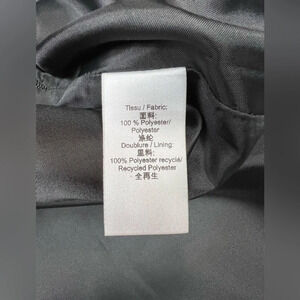 Tissu / Fabric:
面料:
100 % Polyester/
Polyester
涤纶
Doublure / Lining:
里料:
100% Polyester recyclé/
Recycled Polyester
全再生